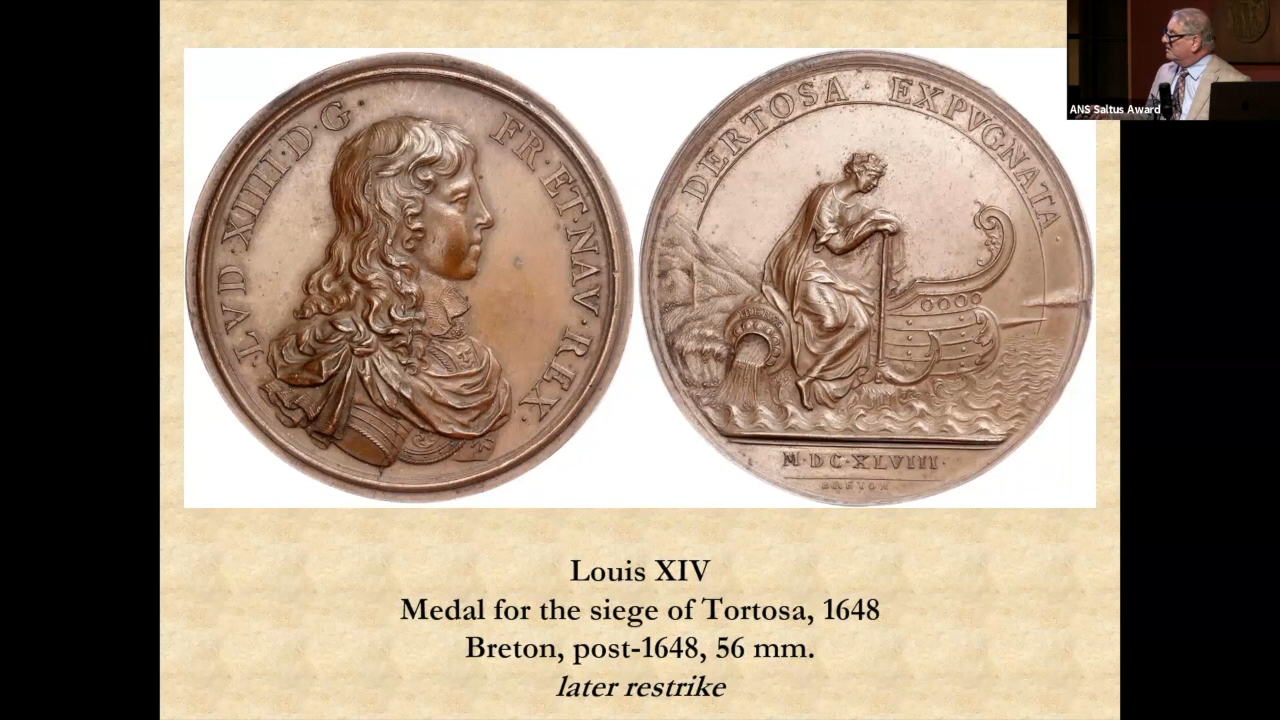 LVD·XIIII·D·G·
FR·ET·NAV·REX·
DERTOSA · EXPVGNATA
M·DC·XLVIII·
BRETON
ANS Saltus Award
Louis XIV
Medal for the siege of Tortosa, 1648
Breton, post-1648, 56 mm.
later restrike